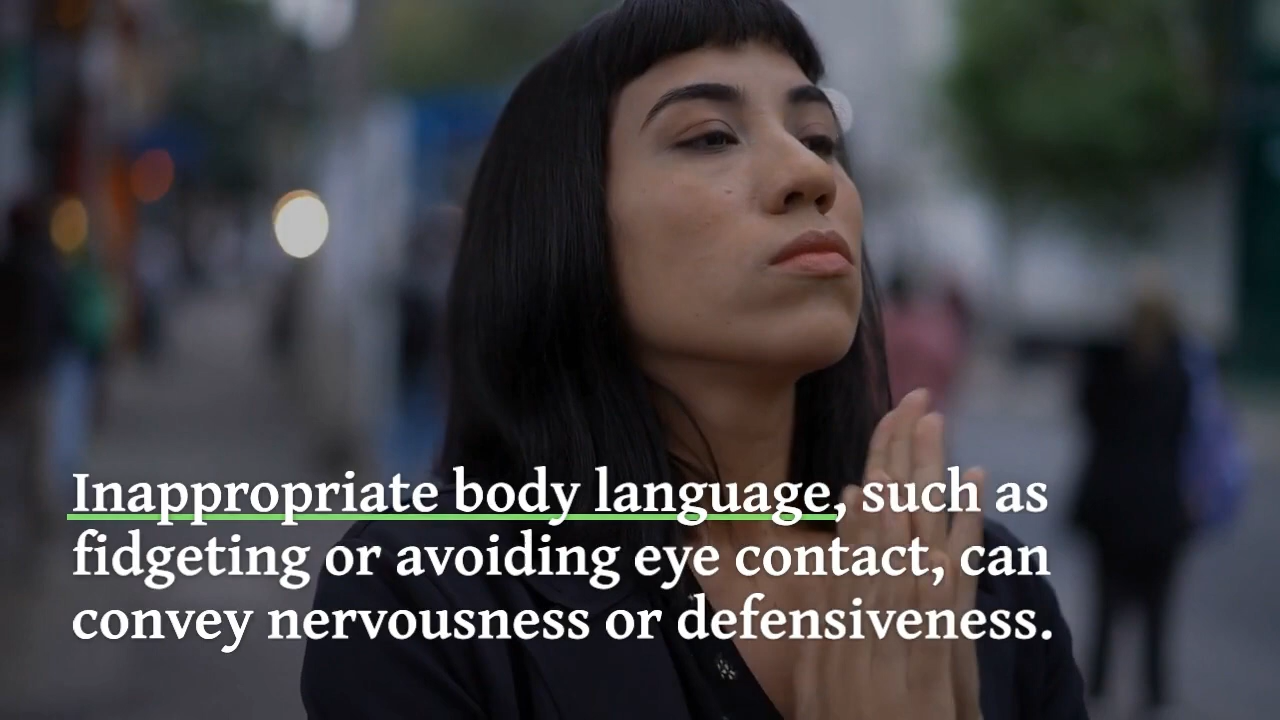 Inappropriate body language, such as
fidgeting or avoiding eye contact, can
convey nervousness or defensiveness.